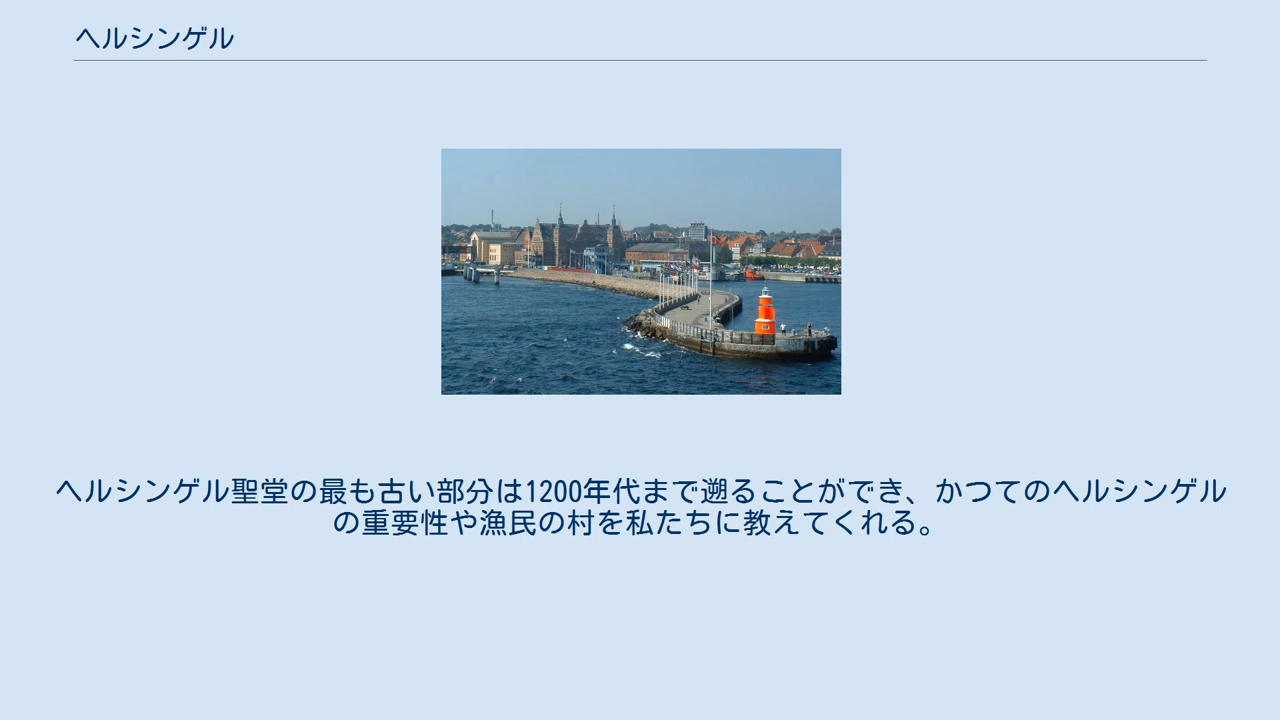 ヘルシンゲル
ヘルシンゲル聖堂の最も古い部分は1200年代まで遡ることができ、かつてのヘルシンゲル
の重要性や漁民の村を私たちに教えてくれる。